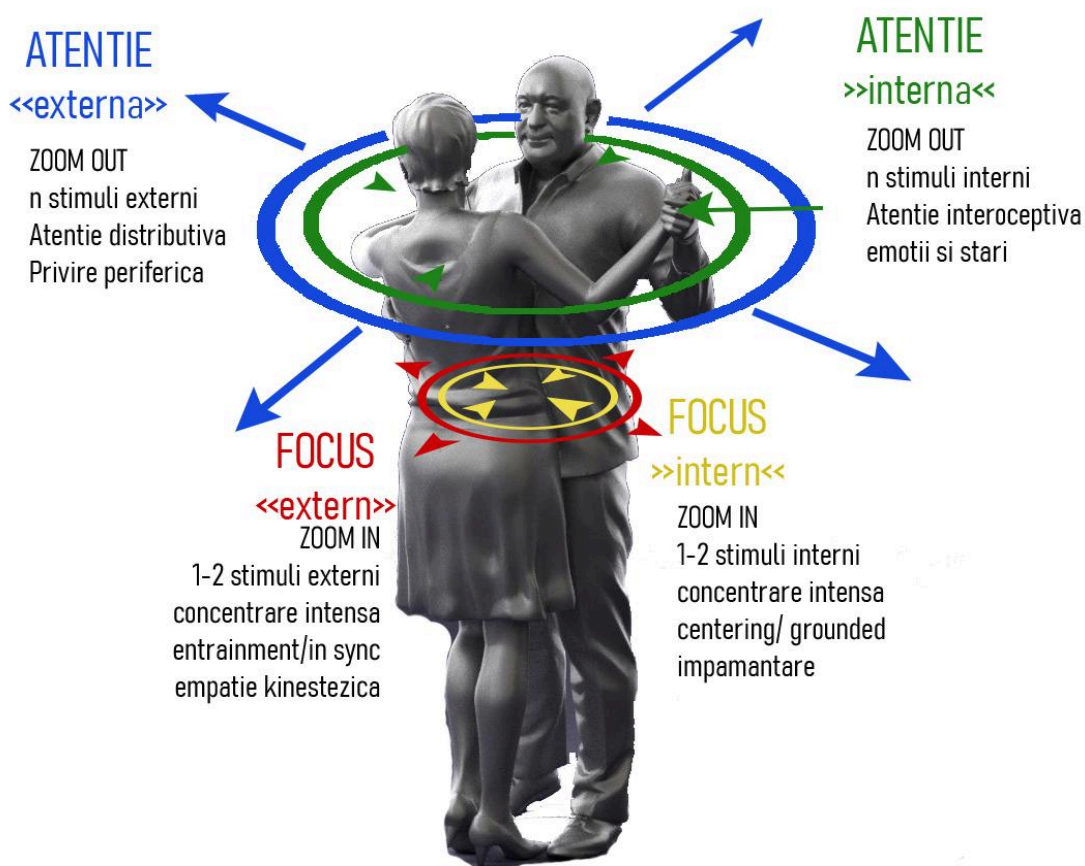 ATENTIE
<<externa>>
ZOOM OUT
n stimuli externi
Atentie distributiva
Privire periferica
ATENTIE
>>interna<<
ZOOM OUT
n stimuli interni
Atentie interoceptiva
emotii si stari
FOCUS
<<extern>>
ZOOM IN
1-2 stimuli externi
concentrare intensa
entrainment/in sync
empatie kinestezica
FOCUS
>>intern<<
ZOOM IN
1-2 stimuli interni
concentrare intensa
centering/ grounded
impamantare